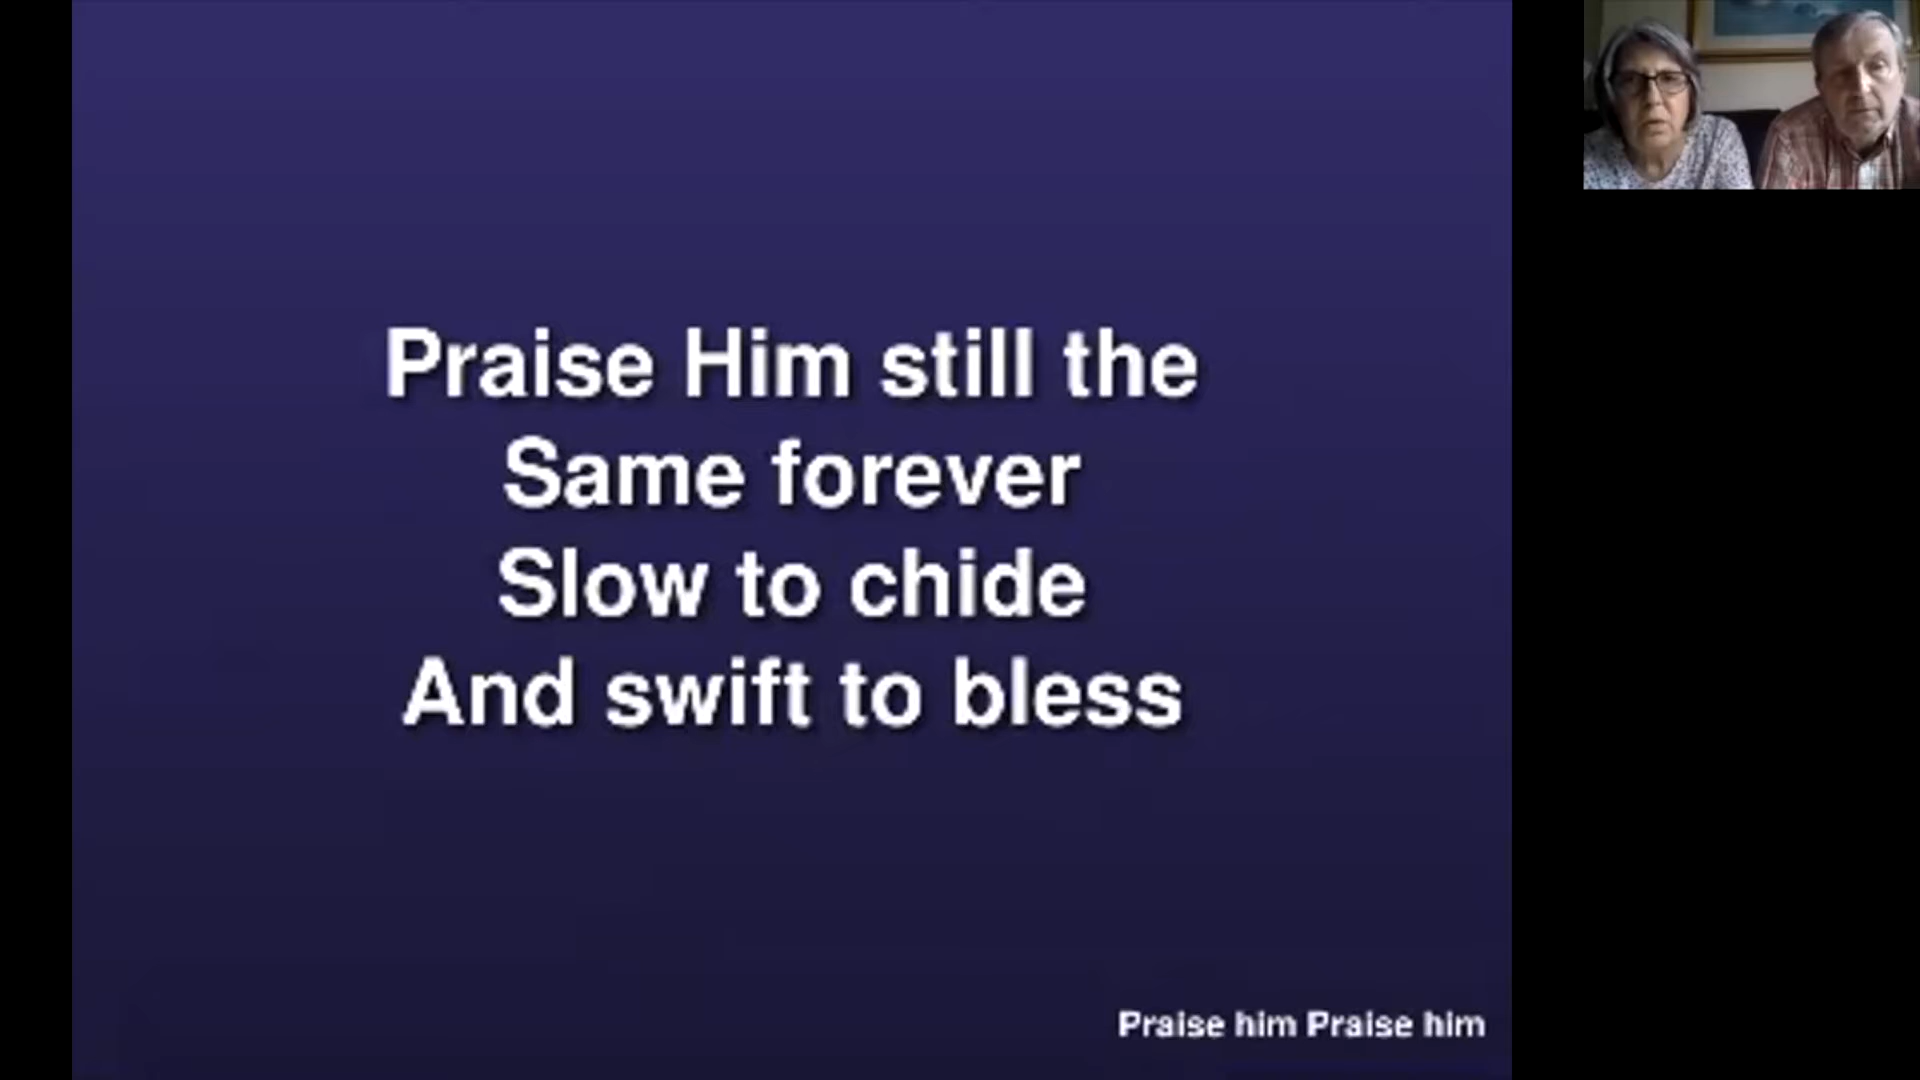 Praise Him still the
Same forever
Slow to chide
And swift to bless
Praise him Praise him